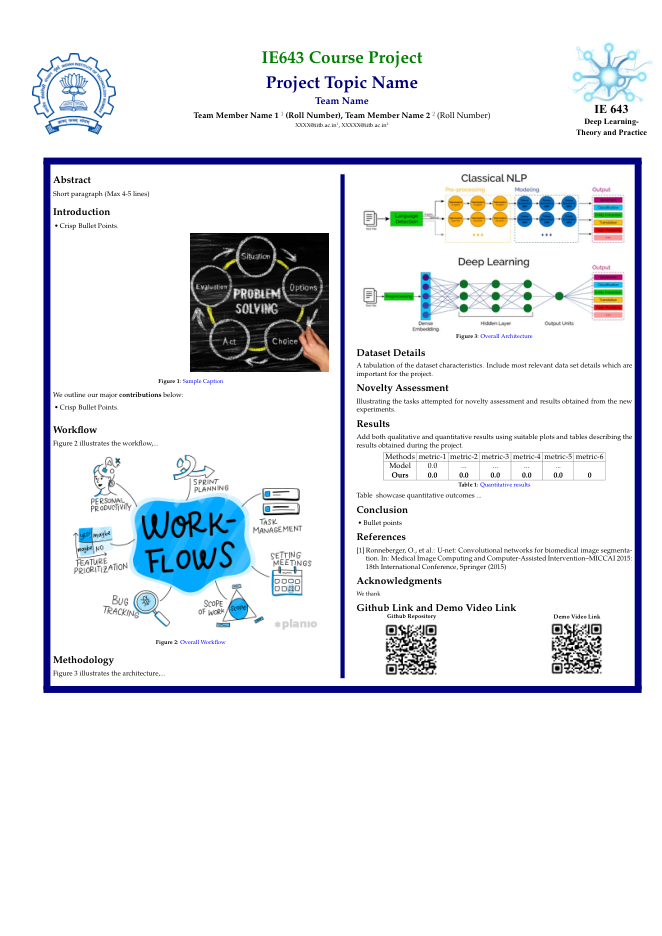 IE643 Course Project
Project Topic Name
Team Name
Team Member Name 1 1 (Roll Number), Team Member Name 2 2 (Roll Number)
XXXX@iitb.ac.in1, XXXXX@iitb.ac.in2
IE 643
Deep Learning-
Theory and Practice
Abstract
Short paragraph (Max 4-5 lines)
Introduction
• Crisp Bullet Points.
Situation
Evaluation
Options
PROBLEM
SOLVING
Act
Choice
Figure 1: Sample Caption
We outline our major contributions below:
• Crisp Bullet Points.
Workflow
Figure 2 illustrates the workflow,...
PERSONAL
PRODUCTIVITY
SPRINT
PLANNING
TASK
MANAGEMENT
WORK-
FLOWS
maybe
maybe NO
FEATURE
PRIORITIZATION
SETTING
MEETINGS
BUG
TRACKING
SCOPE
OF WORK
Scope
planio
Figure 2: Overall Workflow
Methodology
Figure 3 illustrates the architecture,...
Classical NLP
Pre-processing
Modeling
Output
Language
Detection
Deep Learning
Output
Preprocessing
Dense
Embedding
Hidden Layer
Output Units
Figure 3: Overall Architecture
Dataset Details
A tabulation of the dataset characteristics. Include most relevant data set details which are
important for the project.
Novelty Assessment
Illustrating the tasks attempted for novelty assessment and results obtained from the new
experiments.
Results
Add both qualitative and quantitative results using suitable plots and tables describing the
results obtained during the project.
Methods metric-1 metric-2 metric-3 metric-4 metric-5 metric-6
Model 0.0 ... ... ... ...
Ours 0.0 0.0 0.0 0.0 0.0 0
Table 1: Quantitative results
Table showcase quantitative outcomes ...
Conclusion
• Bullet points
References
[1] Ronneberger, O., et al.: U-net: Convolutional networks for biomedical image segmenta-
tion. In: Medical Image Computing and Computer-Assisted Intervention–MICCAI 2015:
18th International Conference, Springer (2015)
Acknowledgments
We thank
Github Link and Demo Video Link
Github Repository
Demo Video Link